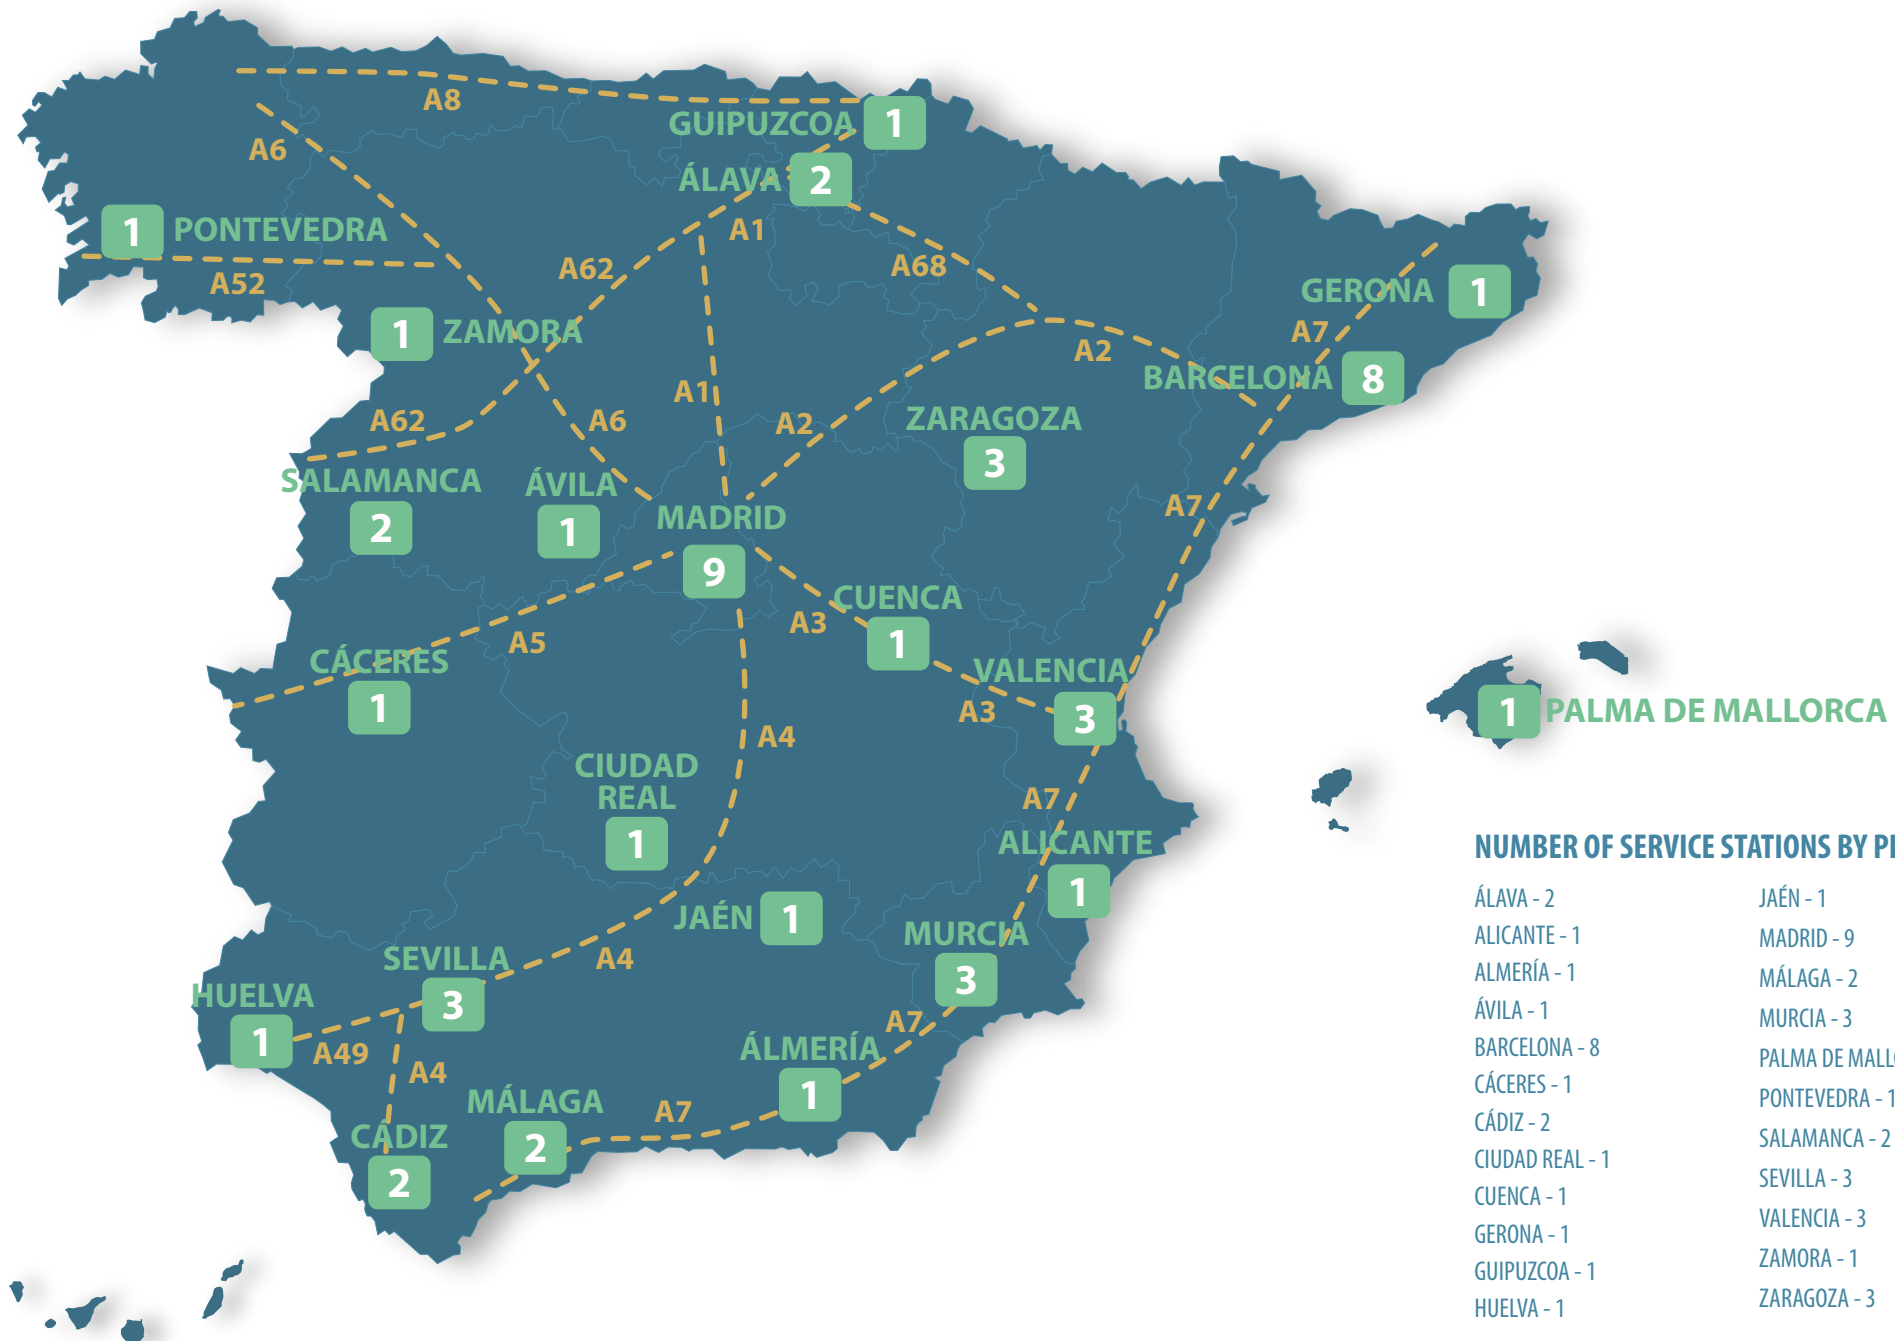 A8
GUIPUZCOA 1
A6
ÁLAVA 2
1 PONTEVEDRA
A1
A52
A62
A68
GERONA 1
1 ZAMORA
A7
A2
BARCELONA 8
A1
A62
A6
A2
ZARAGOZA
3
SALAMANCA
2
ÁVILA
1
A7
MADRID
9
CUENCA
1
A3
A5
CÁCERES
1
VALENCIA
3
A3
1 PALMA DE MALLORCA
A4
CIUDAD
REAL
1
A7
ALICANTE
1
JAÉN 1
MURCIA
3
SEVILLA
3
A4
HUELVA
1
A49
A4
A7
ÁLMERÍA
1
MÁLAGA
2
A7
CÁDIZ
2
NUMBER OF SERVICE STATIONS BY
ÁLAVA - 2
ALICANTE - 1
ALMERÍA - 1
ÁVILA - 1
BARCELONA - 8
CÁCERES - 1
CÁDIZ - 2
CIUDAD REAL - 1
CUENCA - 1
GERONA - 1
GUIPUZCOA - 1
HUELVA - 1
JAÉN - 1
MADRID - 9
MÁLAGA - 2
MURCIA - 3
PALMA DE
PONTEVEDRA - 1
SALAMANCA - 2
SEVILLA - 3
VALENCIA - 3
ZAMORA - 1
ZARAGOZA - 3